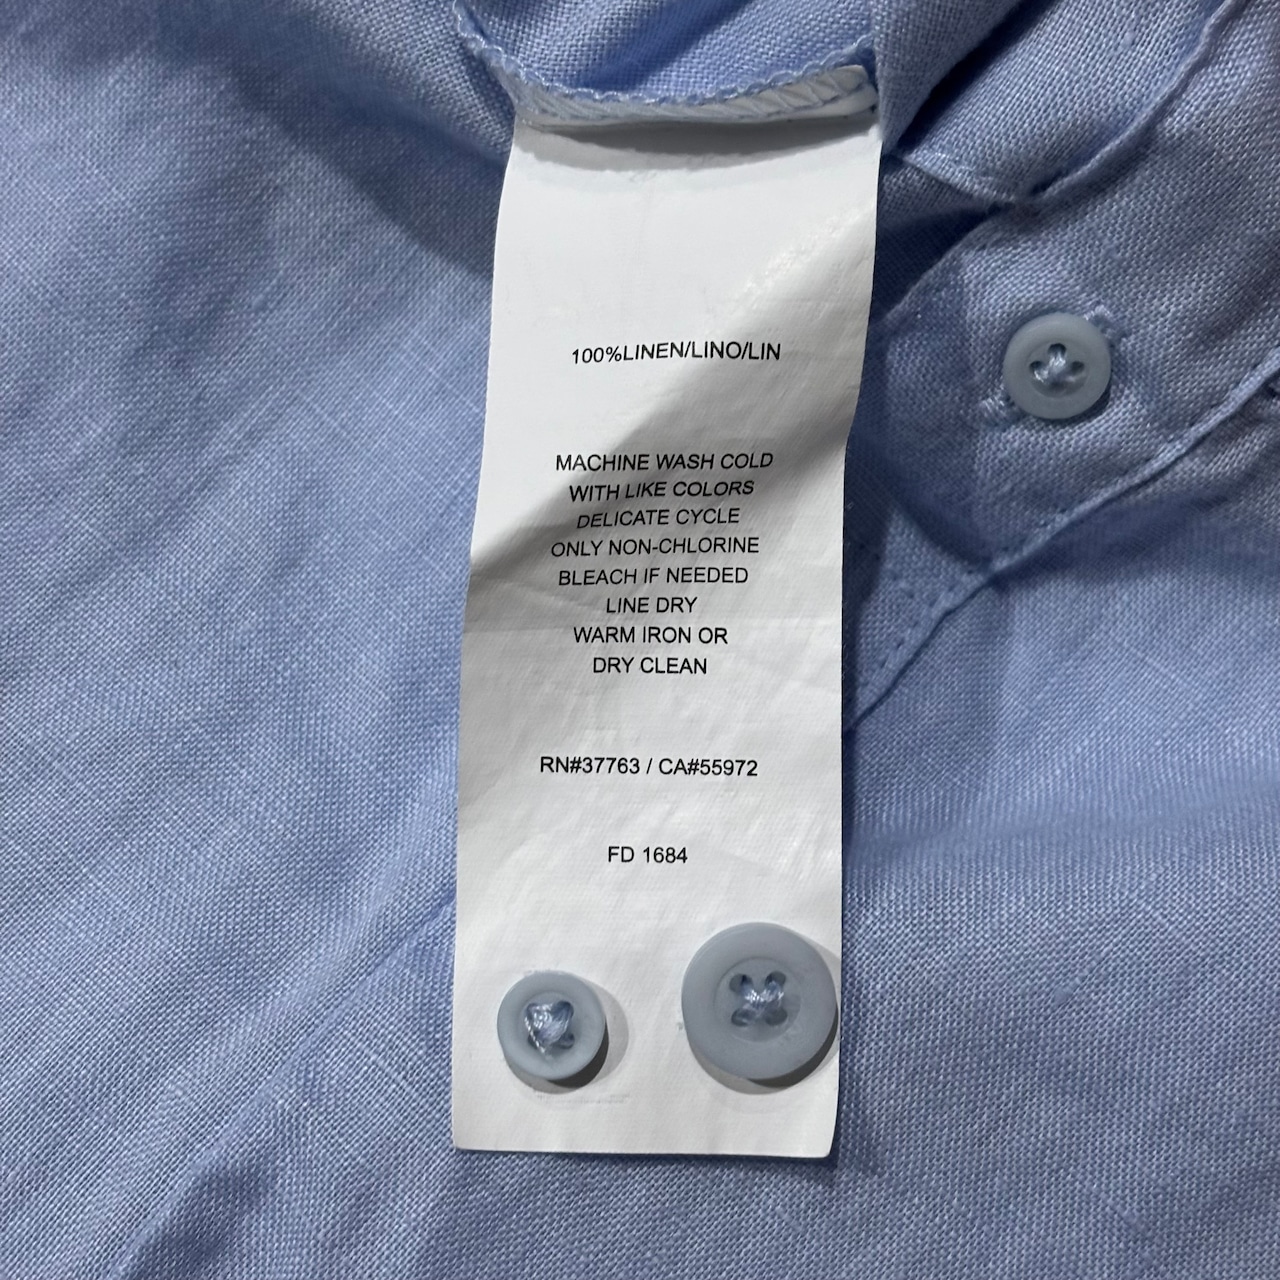 100%LINEN/LINO/LIN
MACHINE WASH COLD
WITH LIKE COLORS
DELICATE CYCLE
ONLY NON-CHLORINE
BLEACH IF NEEDED
LINE DRY
WARM IRON OR
DRY CLEAN
RN#37763 / CA#55972
FD 1684